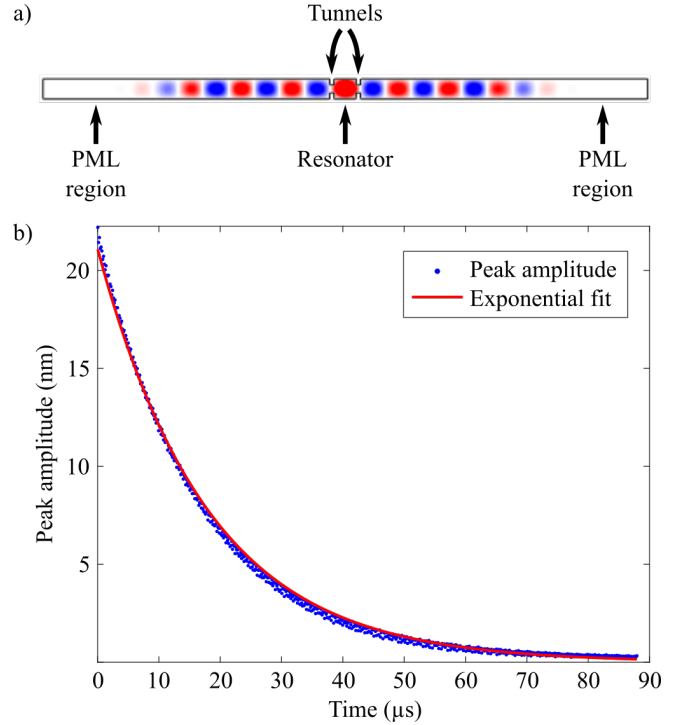 a)
Tunnels
PML
region
Resonator
PML
region
b)
Peak amplitude
Exponential fit
Peak amplitude (nm)
20
15
10
5
0
10
20
30
40
50
60
70
80
90
Time (µs)